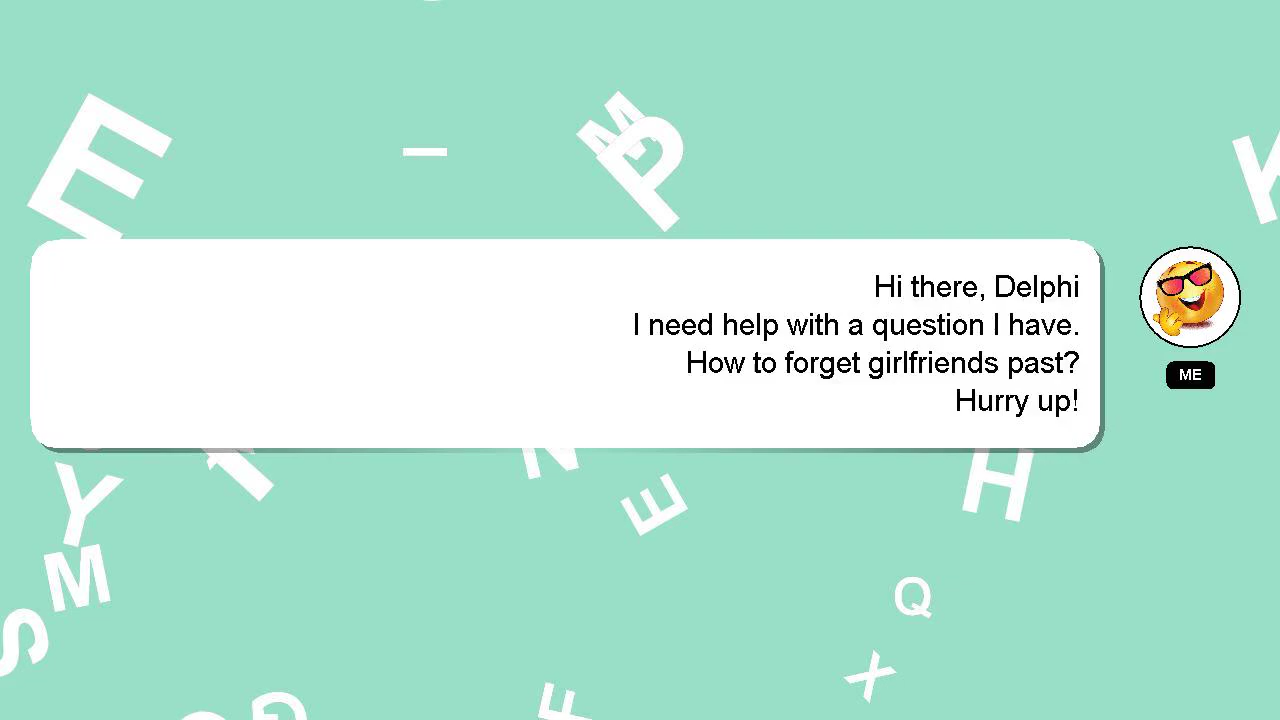 E
I
M
P
K
Hi there, Delphi
I need help with a question I have.
How to forget girlfriends past?
Hurry up!
ME
Y
N
E
H
M
S
Q
X
G
F